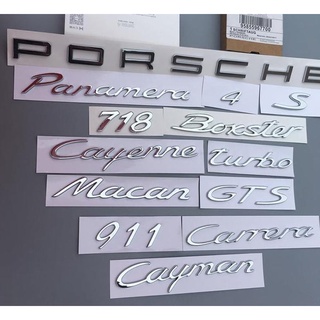 PORSCHE
Panamera 4 S
718 Boxster
Cayenne turbo
Macan GTS
911 Carrera
Cayman